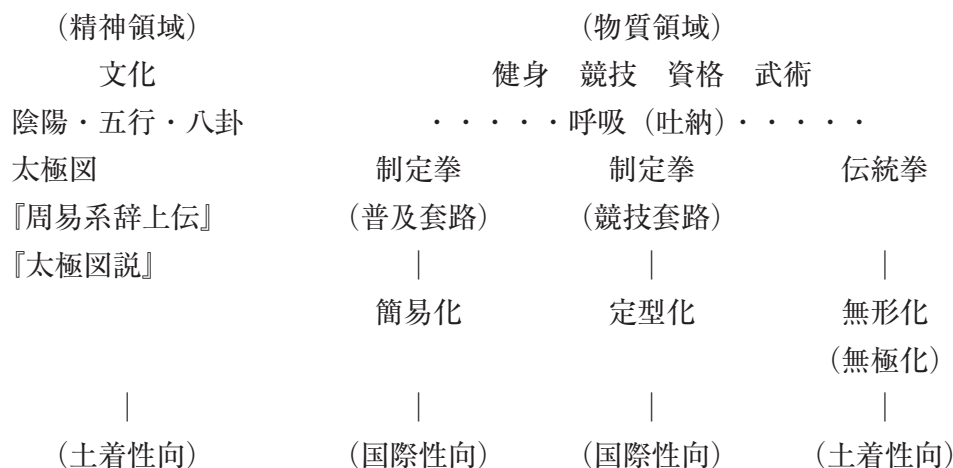 （精神領域）　（物質領域）
文化　健身　競技　資格　武術
陰陽・五行・八卦　・・・・・呼吸（吐納）・・・・・
太極図　制定拳　制定拳　伝統拳
『周易系辞上伝』　（普及套路）　（競技套路）
『太極図説』　｜　｜　｜
簡易化　定型化　無形化
（無極化）
｜　｜　｜　｜
（土着性向）　（国際性向）　（国際性向）　（土着性向）